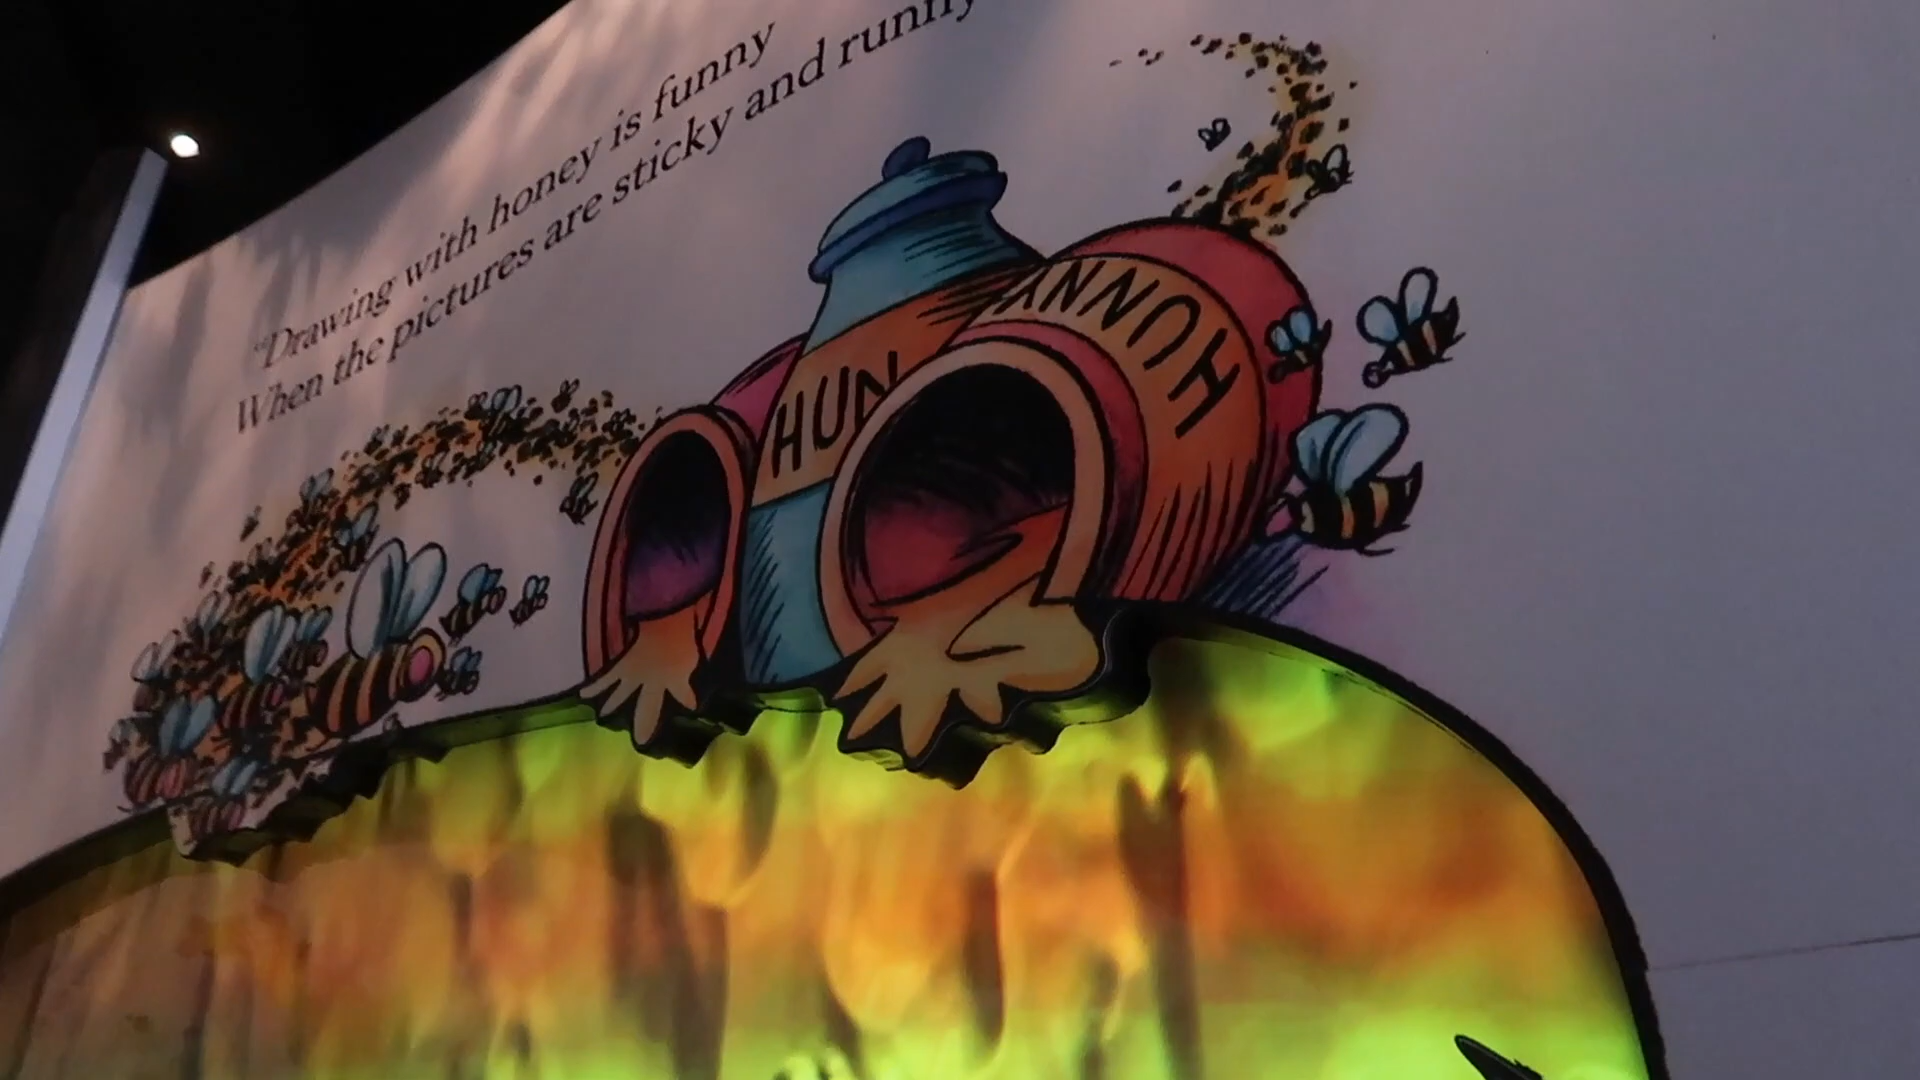 "Drawing with honey is funny
When the pictures are sticky and runny
HUN
HUNNY